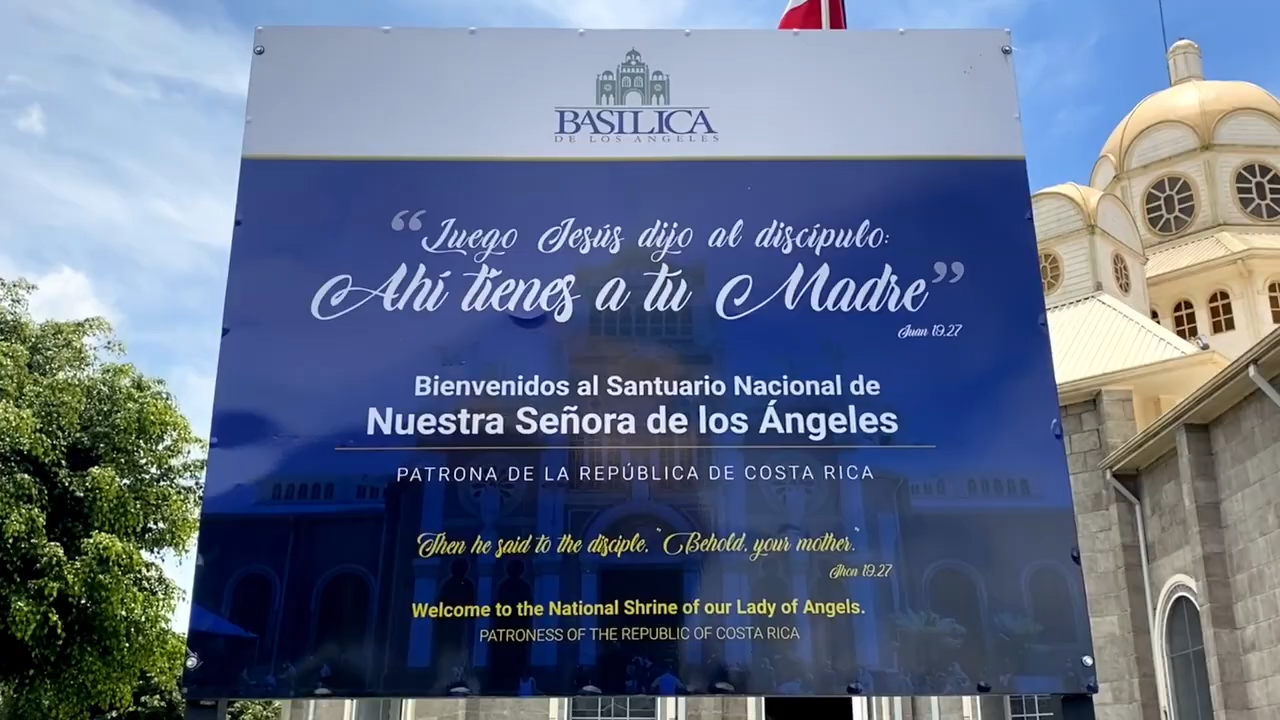 BASILICA
DE LOS ANGELES
“Luego Jesús dijo al discípulo:
Ahí tienes a tu Madre”
Juan 19.27
Bienvenidos al Santuario Nacional de
Nuestra Señora de los Ángeles
PATRONA DE LA REPÚBLICA DE COSTA RICA
Then he said to the disciple, "Behold, your mother."
Jhon 19.27
Welcome to the National Shrine of our Lady of Angels.
PATRONESS OF THE REPUBLIC OF COSTA RICA